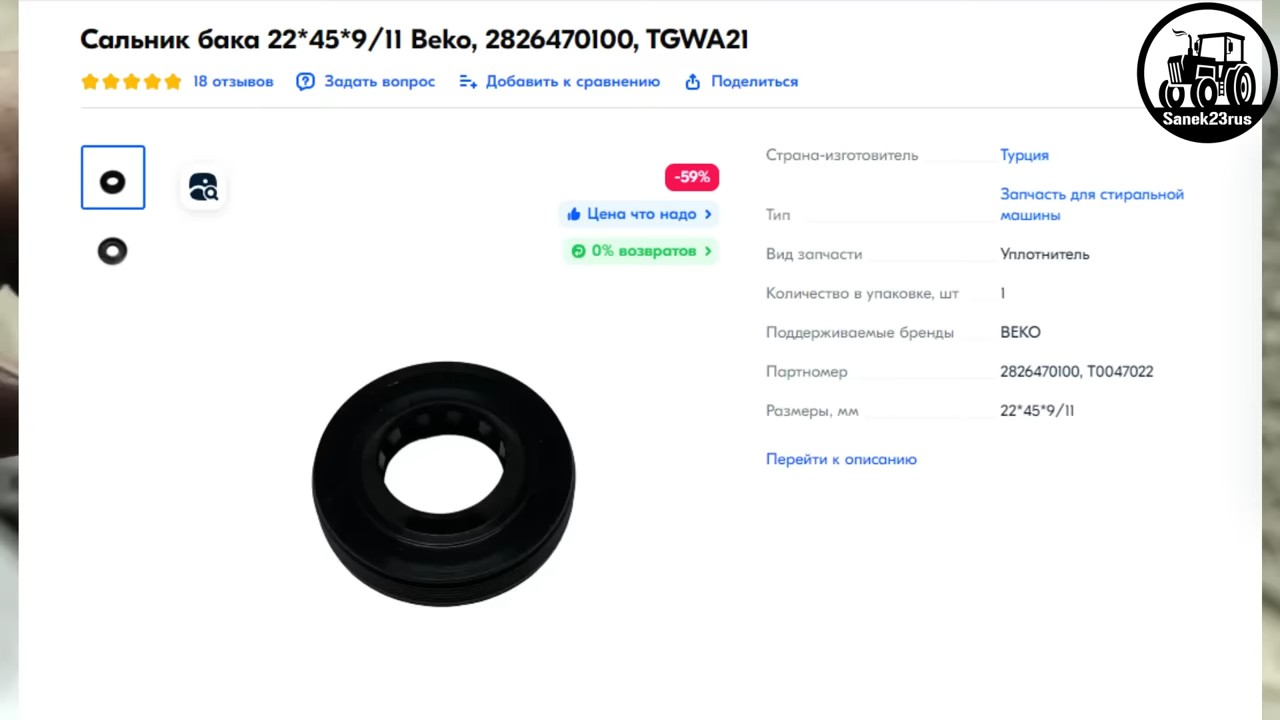 Сальник бака 22*45*9/11 Beko, 2826470100, TGWA21
18 отзывов
Задать вопрос
Добавить к сравнению
Поделиться
Sanek23rus
-59%
Цена что надо
0% возвратов
Страна-изготовитель Турция
Тип Запчасть для стиральной
машины
Вид запчасти Уплотнитель
Количество в упаковке, шт 1
Поддерживаемые бренды BEKO
Партномер 2826470100, T0047022
Размеры, мм 22*45*9/11
Перейти к описанию